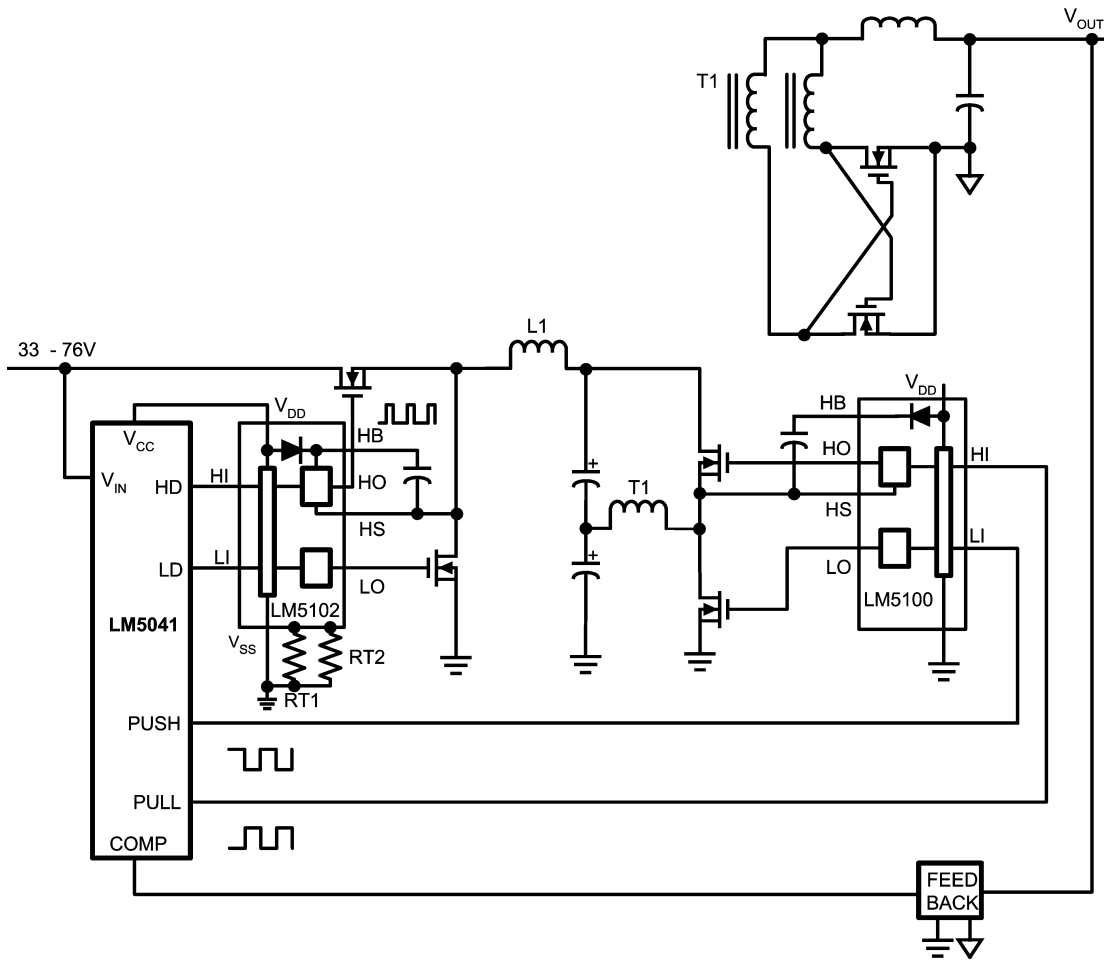 VOUT
T1
L1
33 - 76V
VDD
VCC
VIN
HB
HD
HI
HO
HS
LD
LI
LO
LM5041
LM5102
VSS
RT2
RT1
T1
VDD
HB
HO
HI
HS
LI
LO
LM5100
PUSH
PULL
COMP
FEED
BACK